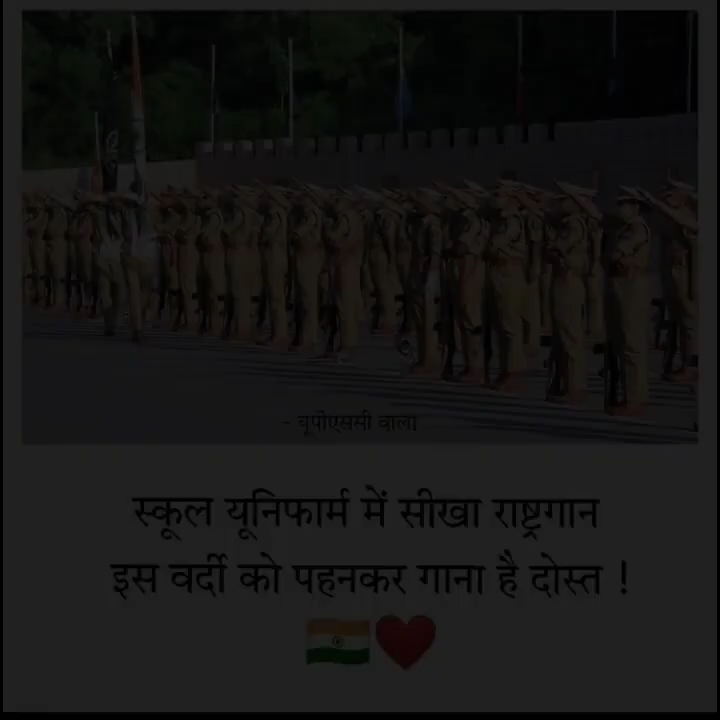 - यूपीएससी वाला
स्कूल यूनिफार्म में सीखा राष्ट्रगान
इस वर्दी को पहनकर गाना है दोस्त !